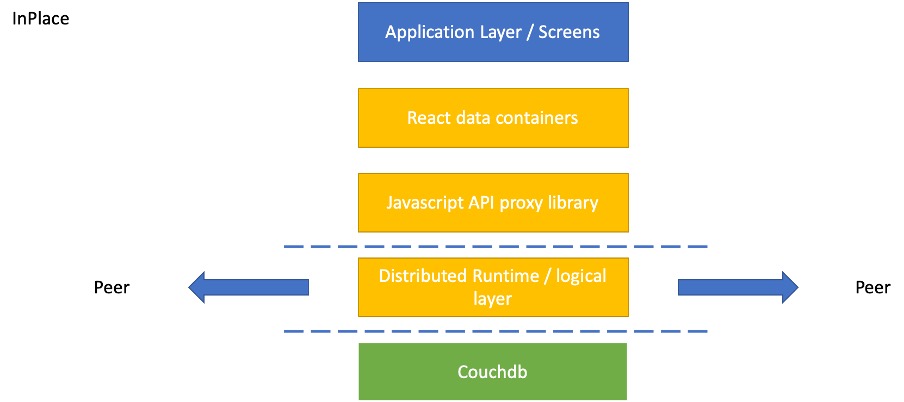 InPlace
Application Layer / Screens
React data containers
Javascript API proxy library
Distributed Runtime / logical
layer
Peer
Peer
Couchdb